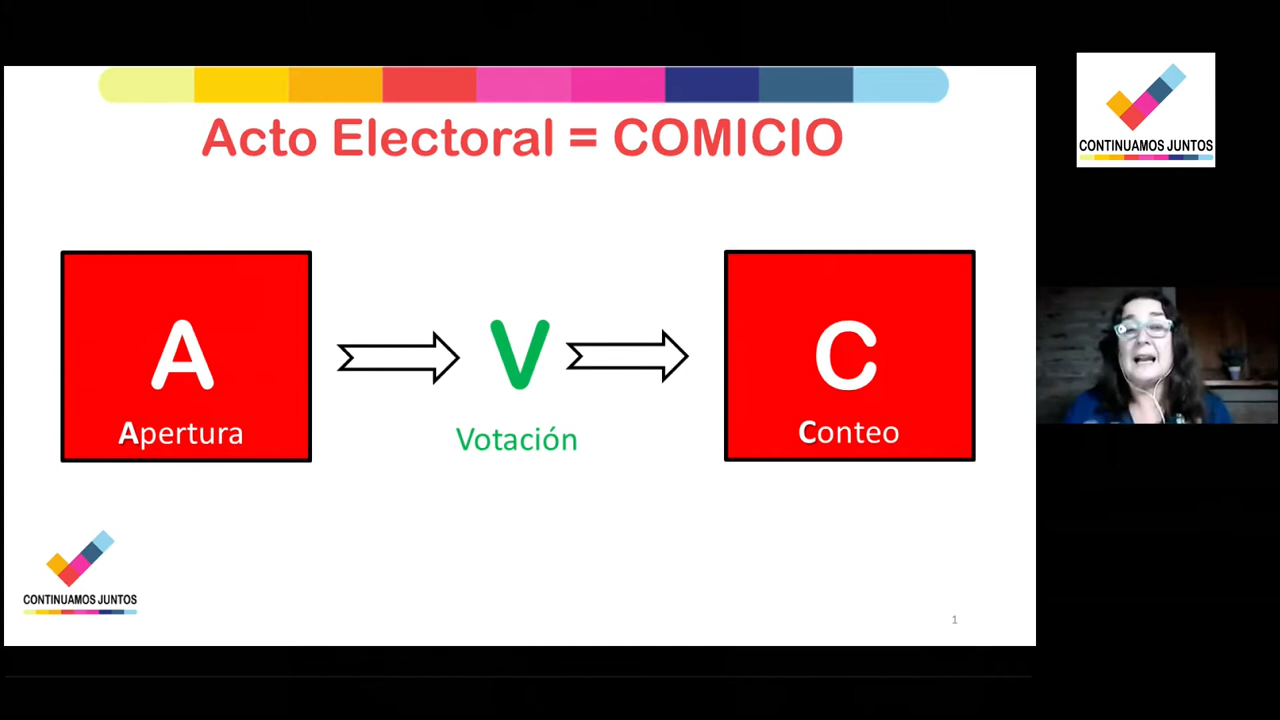 Acto Electoral = COMICIO
A
Apertura
V
Votación
C
Conteo
CONTINUAMOS JUNTOS
1
CONTINUAMOS JUNTOS